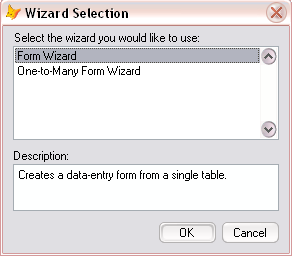 Wizard Selection
Select the wizard you would like to use:
Form Wizard
One-to-Many Form Wizard
Description:
Creates a data-entry form from a single table.
OK
Cancel